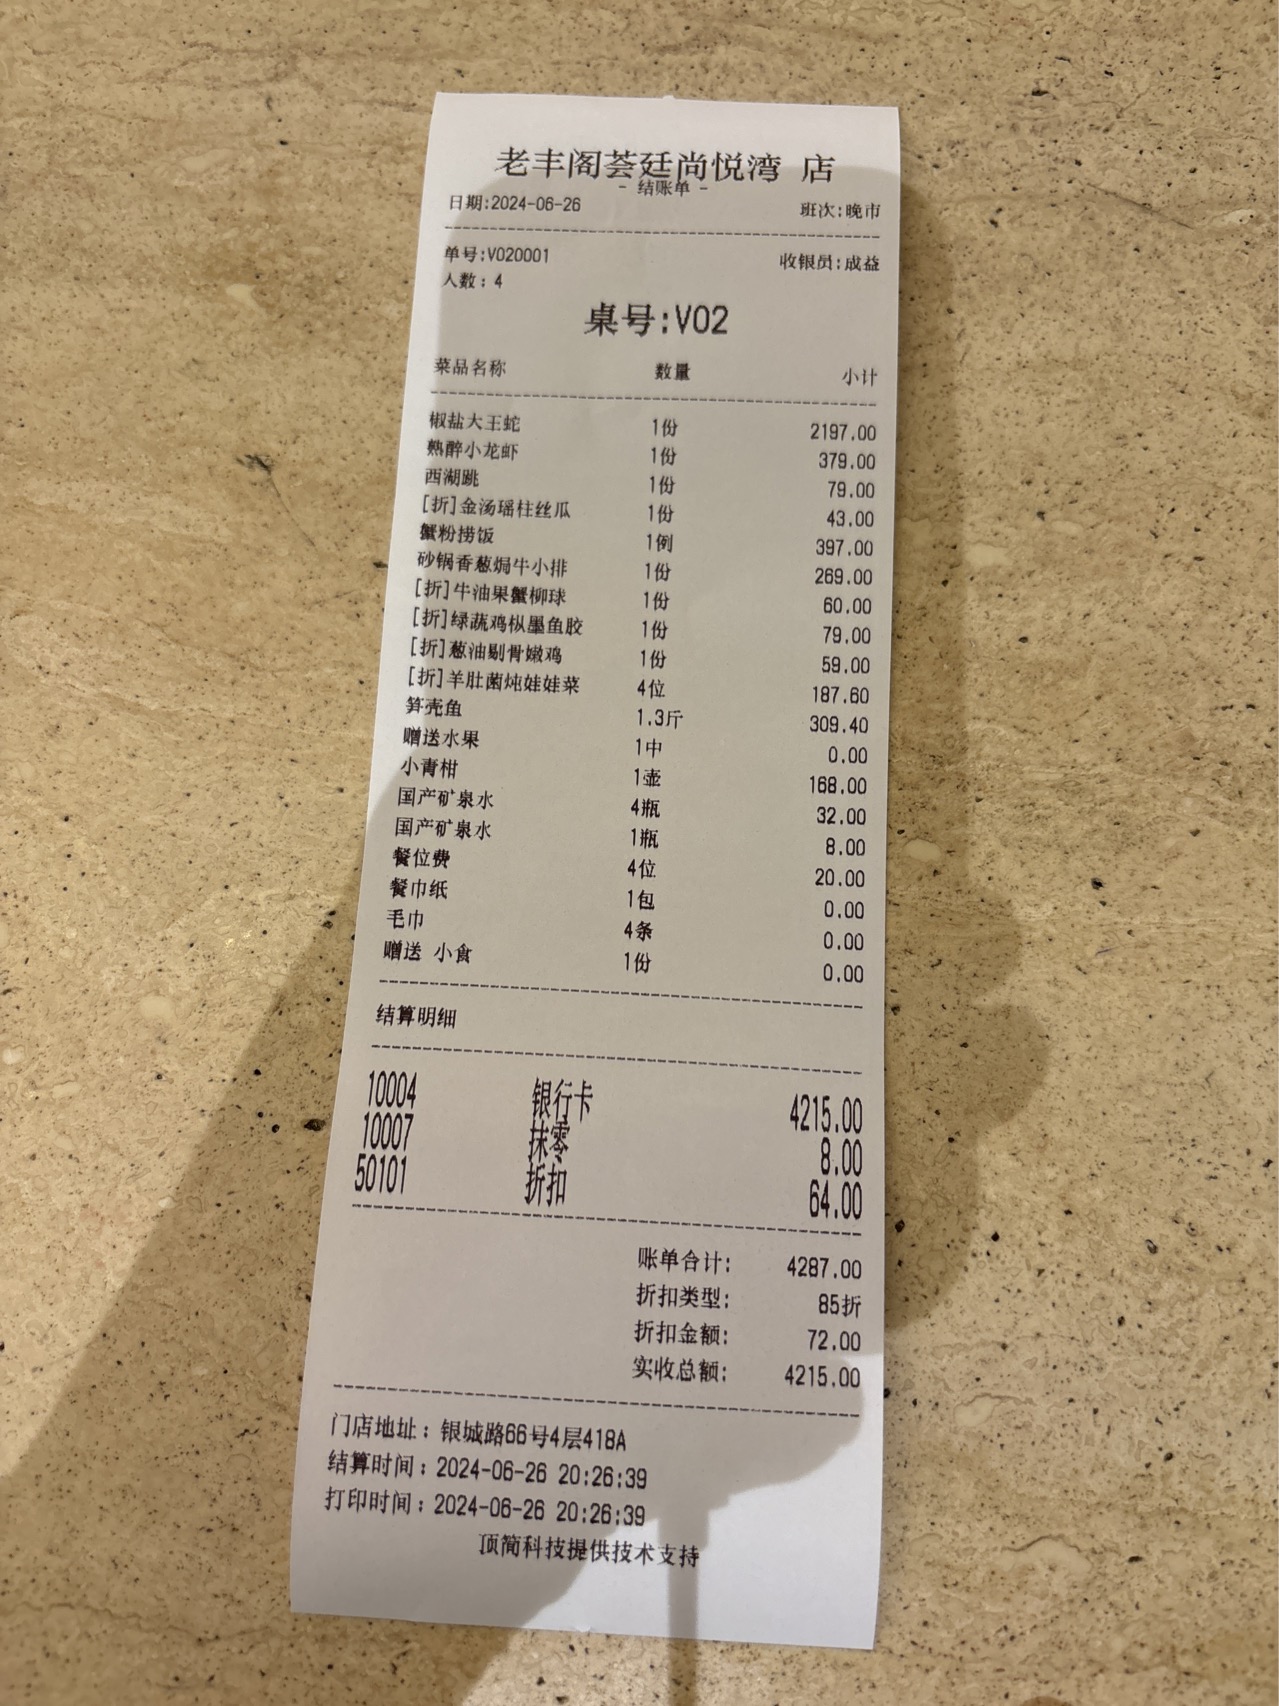 老丰阁荟廷尚悦湾 店
- 结账单 -
日期:2024-06-26 班次:晚市
单号:V020001 收银员:成益
人数: 4
桌号:V02
菜品名称 数量 小计
椒盐大王蛇 1份 2197.00
熟醉小龙虾 1份 379.00
西湖跳 1份 79.00
[折]金汤瑶柱丝瓜 1份 43.00
蟹粉捞饭 1例 397.00
砂锅香葱焗牛小排 1份 269.00
[折]牛油果蟹柳球 1份 60.00
[折]绿蔬鸡枞墨鱼胶 1份 79.00
[折]葱油剔骨嫩鸡 1份 59.00
[折]羊肚菌炖娃娃菜 4位 187.60
笋壳鱼 1.3斤 309.40
赠送水果 1中 0.00
小青柑 1壶 168.00
国产矿泉水 4瓶 32.00
国产矿泉水 1瓶 8.00
餐位费 4位 20.00
餐巾纸 1包 0.00
毛巾 4条 0.00
赠送 小食 1份 0.00
结算明细
10004 银行卡 4215.00
10007 抹零 8.00
50101 折扣 64.00
账单合计: 4287.00
折扣类型: 85折
折扣金额: 72.00
实收总额: 4215.00
门店地址: 银城路66号4层418A
结算时间: 2024-06-26 20:26:39
打印时间: 2024-06-26 20:26:39
顶简科技提供技术支持